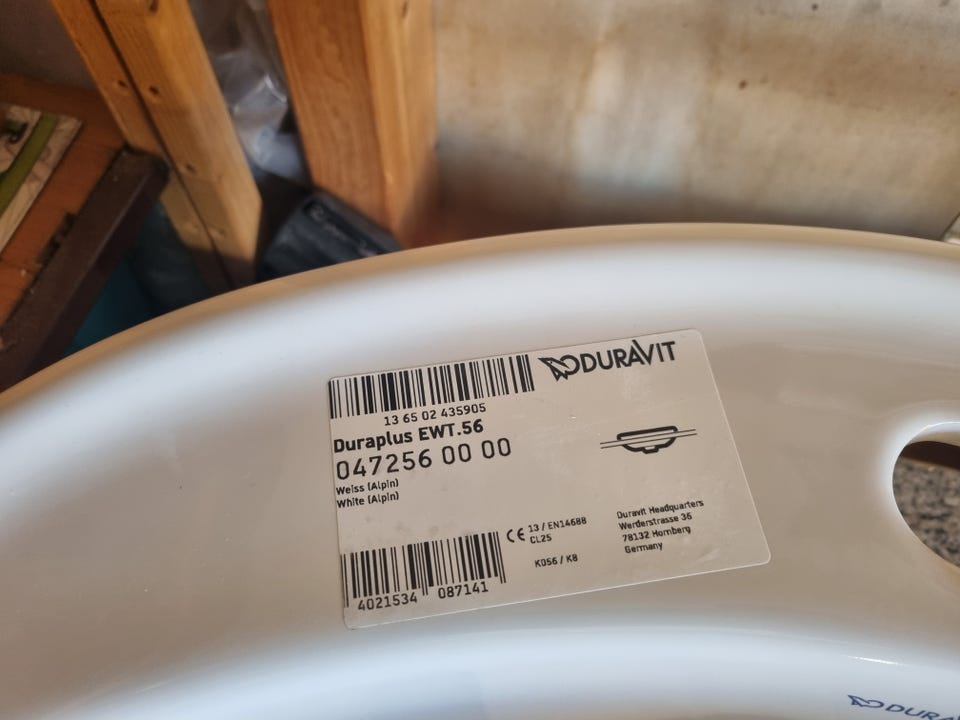 DURAVIT
13 65 02 435905
Duraplus EWT.56
047256 00 00
Weiss (Alpin)
White (Alpin)
CE 13 / EN14688
CL25
K056 / K8
Duravit Headquarters
Werderstrasse 36
78132 Hornberg
Germany
4021534 087141